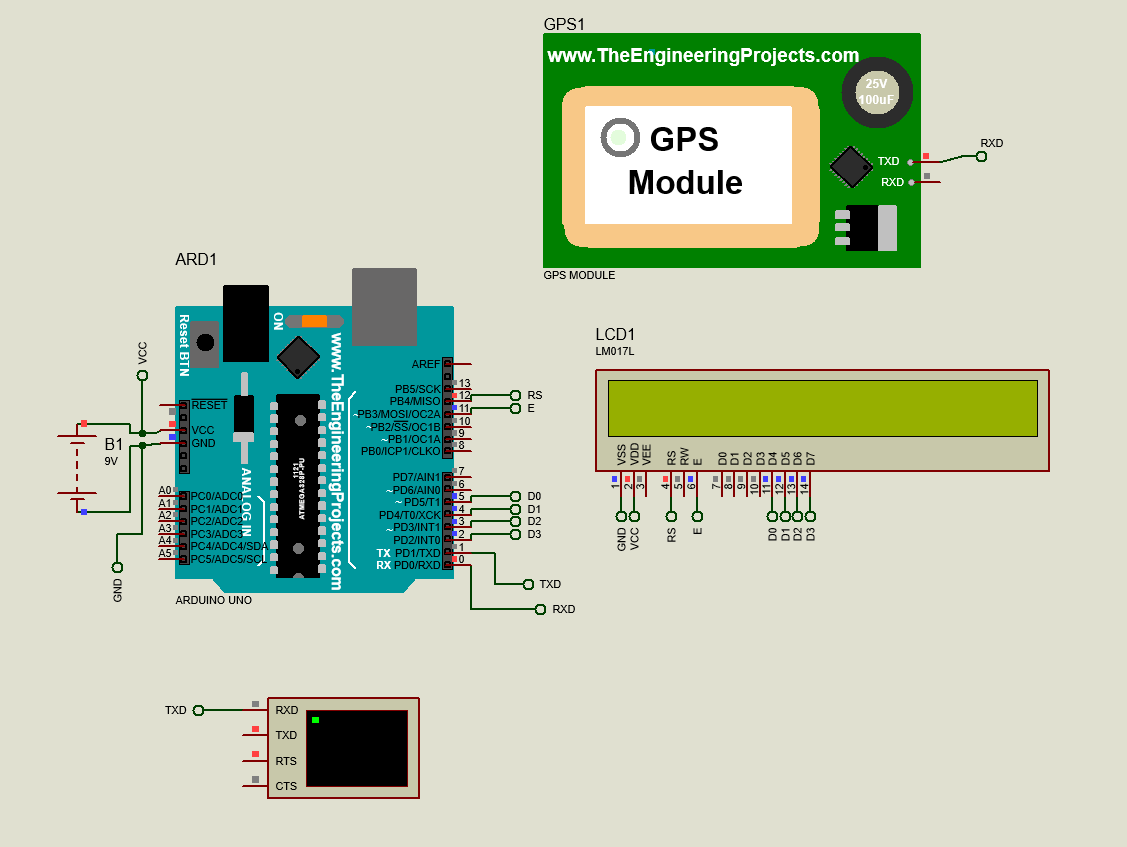 GPS1
www.TheEngineeringProjects.com
25V
100uF
GPS
Module
TXD
RXD
RXD
GPS MODULE
ARD1
VCC
Reset BTN
ON
www.TheEngineeringProjects.com
ANALOG IN
1121
ATMEGA328P-PU
RESET
VCC
GND
B1
9V
A0 PC0/ADC0
A1 PC1/ADC1
A2 PC2/ADC2
A3 PC3/ADC3
A4 PC4/ADC4/SDA
A5 PC5/ADC5/SCL
GND
AREF
PB5/SCK 13
PB4/MISO 12 RS
~PB3/MOSI/OC2A 11 E
~PB2/SS/OC1B 10
~PB1/OC1A 9
PB0/ICP1/CLKO 8
PD7/AIN1 7
~PD6/AIN0 6
~PD5/T1 5 D0
PD4/T0/XCK 4 D1
~PD3/INT1 3 D2
PD2/INT0 2 D3
TX PD1/TXD 1
RX PD0/RXD 0
TXD
RXD
ARDUINO UNO
LCD1
LM017L
VSS VDD VEE RS RW E D0 D1 D2 D3 D4 D5 D6 D7
1 2 3 4 5 6 7 8 9 10 11 12 13 14
GND VCC RS E D0 D1 D2 D3
TXD RXD
TXD
RTS
CTS